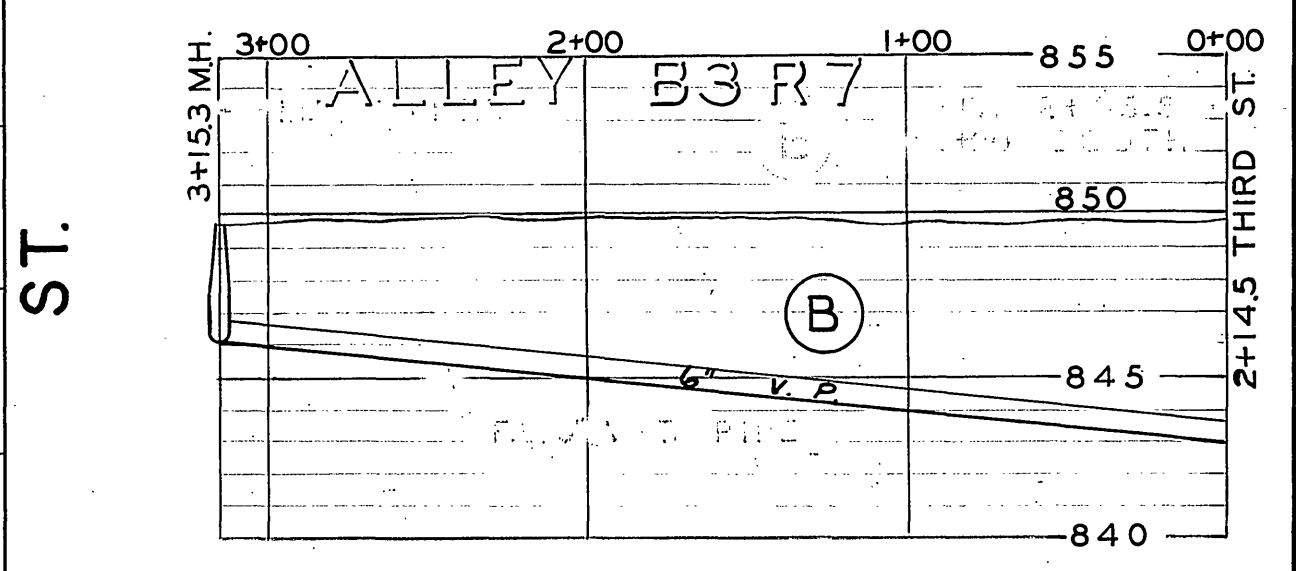 3+00 2+00 1+00 0+00
855
ALLEY B3 R7
3+15.3 M.H.
850
ST.
B
2+14.5 THIRD ST.
6" V. P.
845
840